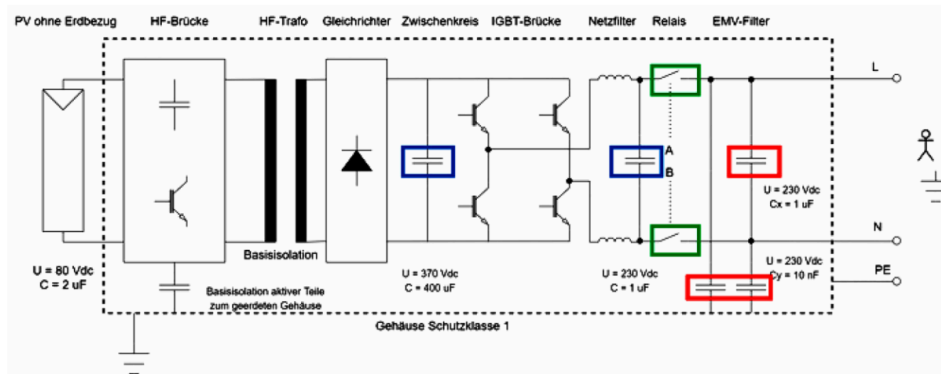 PV ohne Erdbezug
HF-Brücke
HF-Trafo
Gleichrichter
Zwischenkreis
IGBT-Brücke
Netzfilter
Relais
EMV-Filter
L
A
B
U = 230 Vdc
Cx = 1 uF
N
Basisisolation
U = 80 Vdc
C = 2 uF
Basisisolation aktiver Teile
zum geerdeten Gehäuse
U = 370 Vdc
C = 400 uF
U = 230 Vdc
C = 1 uF
U = 230 Vdc
Cy = 10 nF
PE
Gehäuse Schutzklasse 1